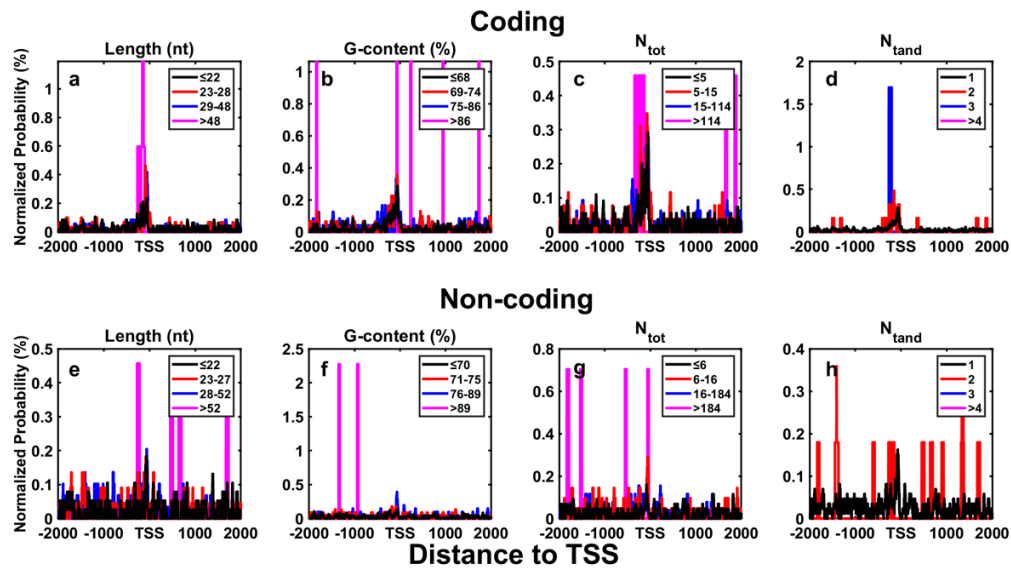 Coding
Length (nt)
G-content (%)
N_tot
N_tand
Normalized Probability (%)
a
≤22
23-28
29-48
>48
1
0.8
0.6
0.4
0.2
0
-2000 -1000 TSS 1000 2000
b
≤68
69-74
75-86
>86
1
0.8
0.6
0.4
0.2
0
-2000 -1000 TSS 1000 2000
c
≤5
5-15
15-114
>114
0.5
0.4
0.3
0.2
0.1
0
-2000 -1000 TSS 1000 2000
d
1
2
3
>4
2
1.5
1
0.5
0
-2000 -1000 TSS 1000 2000
Non-coding
Length (nt)
G-content (%)
N_tot
N_tand
Normalized Probability (%)
e
≤22
23-27
28-52
>52
0.5
0.4
0.3
0.2
0.1
0
-2000 -1000 TSS 1000 2000
f
≤70
71-75
76-89
>89
2.5
2
1.5
1
0.5
0
-2000 -1000 TSS 1000 2000
g
≤6
6-16
16-184
>184
0.8
0.6
0.4
0.2
0
-2000 -1000 TSS 1000 2000
h
1
2
3
>4
0.4
0.3
0.2
0.1
0
-2000 -1000 TSS 1000 2000
Distance to TSS